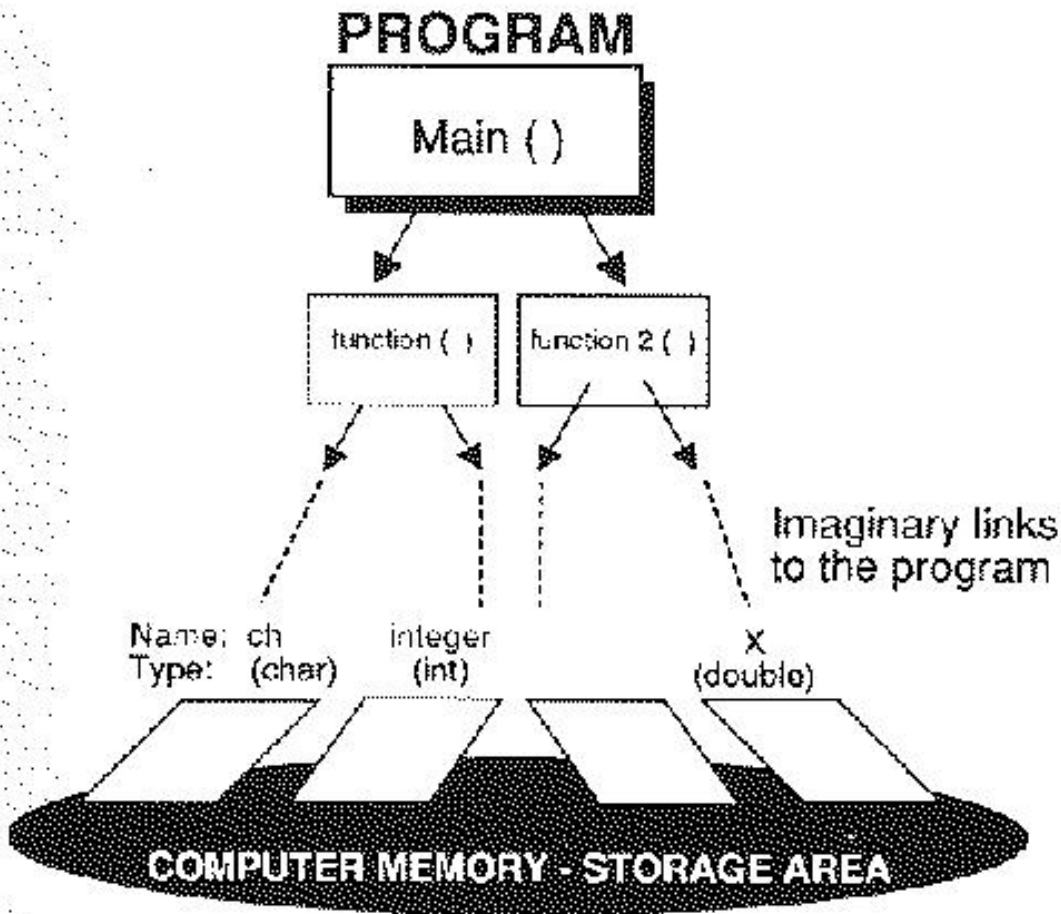 PROGRAM
Main ( )
function ( )
function 2 ( )
Imaginary links
to the program
Name: ch
Type: (char)
integer
(int)
X
(double)
COMPUTER MEMORY - STORAGE AREA